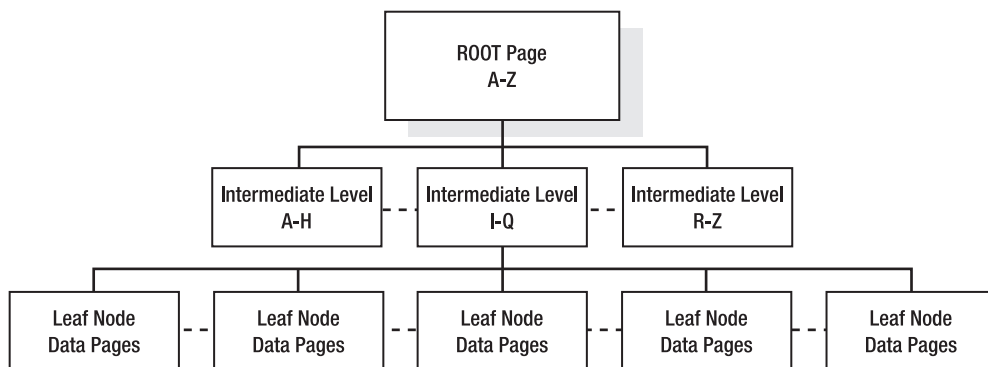 ROOT Page
A-Z
Intermediate Level
A-H
Intermediate Level
I-Q
Intermediate Level
R-Z
Leaf Node
Data Pages
Leaf Node
Data Pages
Leaf Node
Data Pages
Leaf Node
Data Pages
Leaf Node
Data Pages